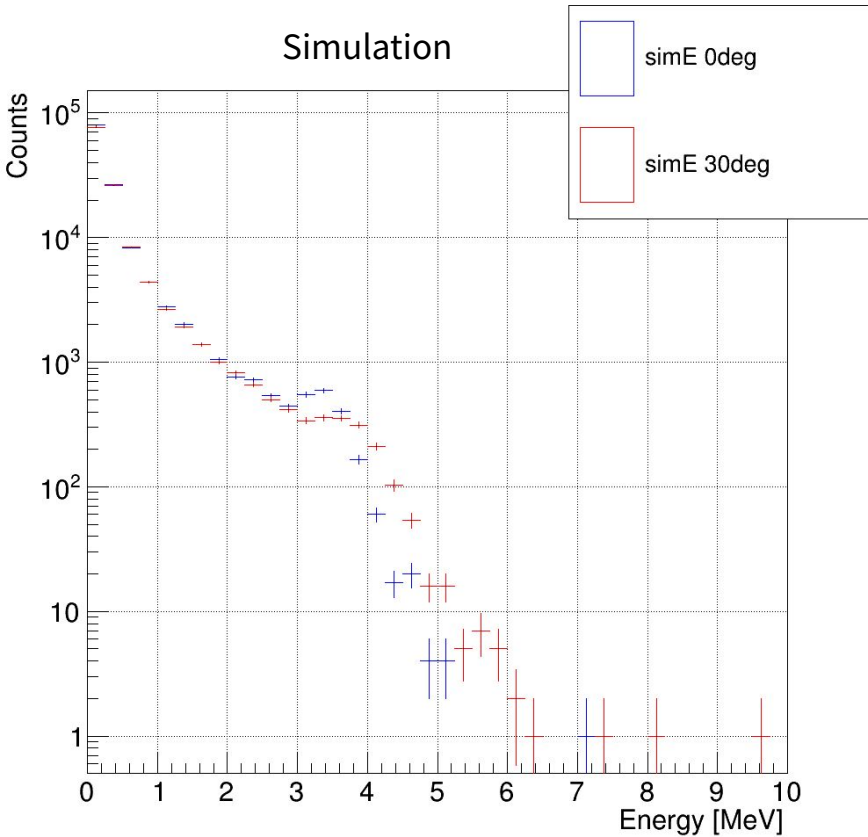 Simulation
simE 0deg
simE 30deg
Counts
10⁵
10⁴
10³
10²
10
1
0 1 2 3 4 5 6 7 8 9 10
Energy [MeV]